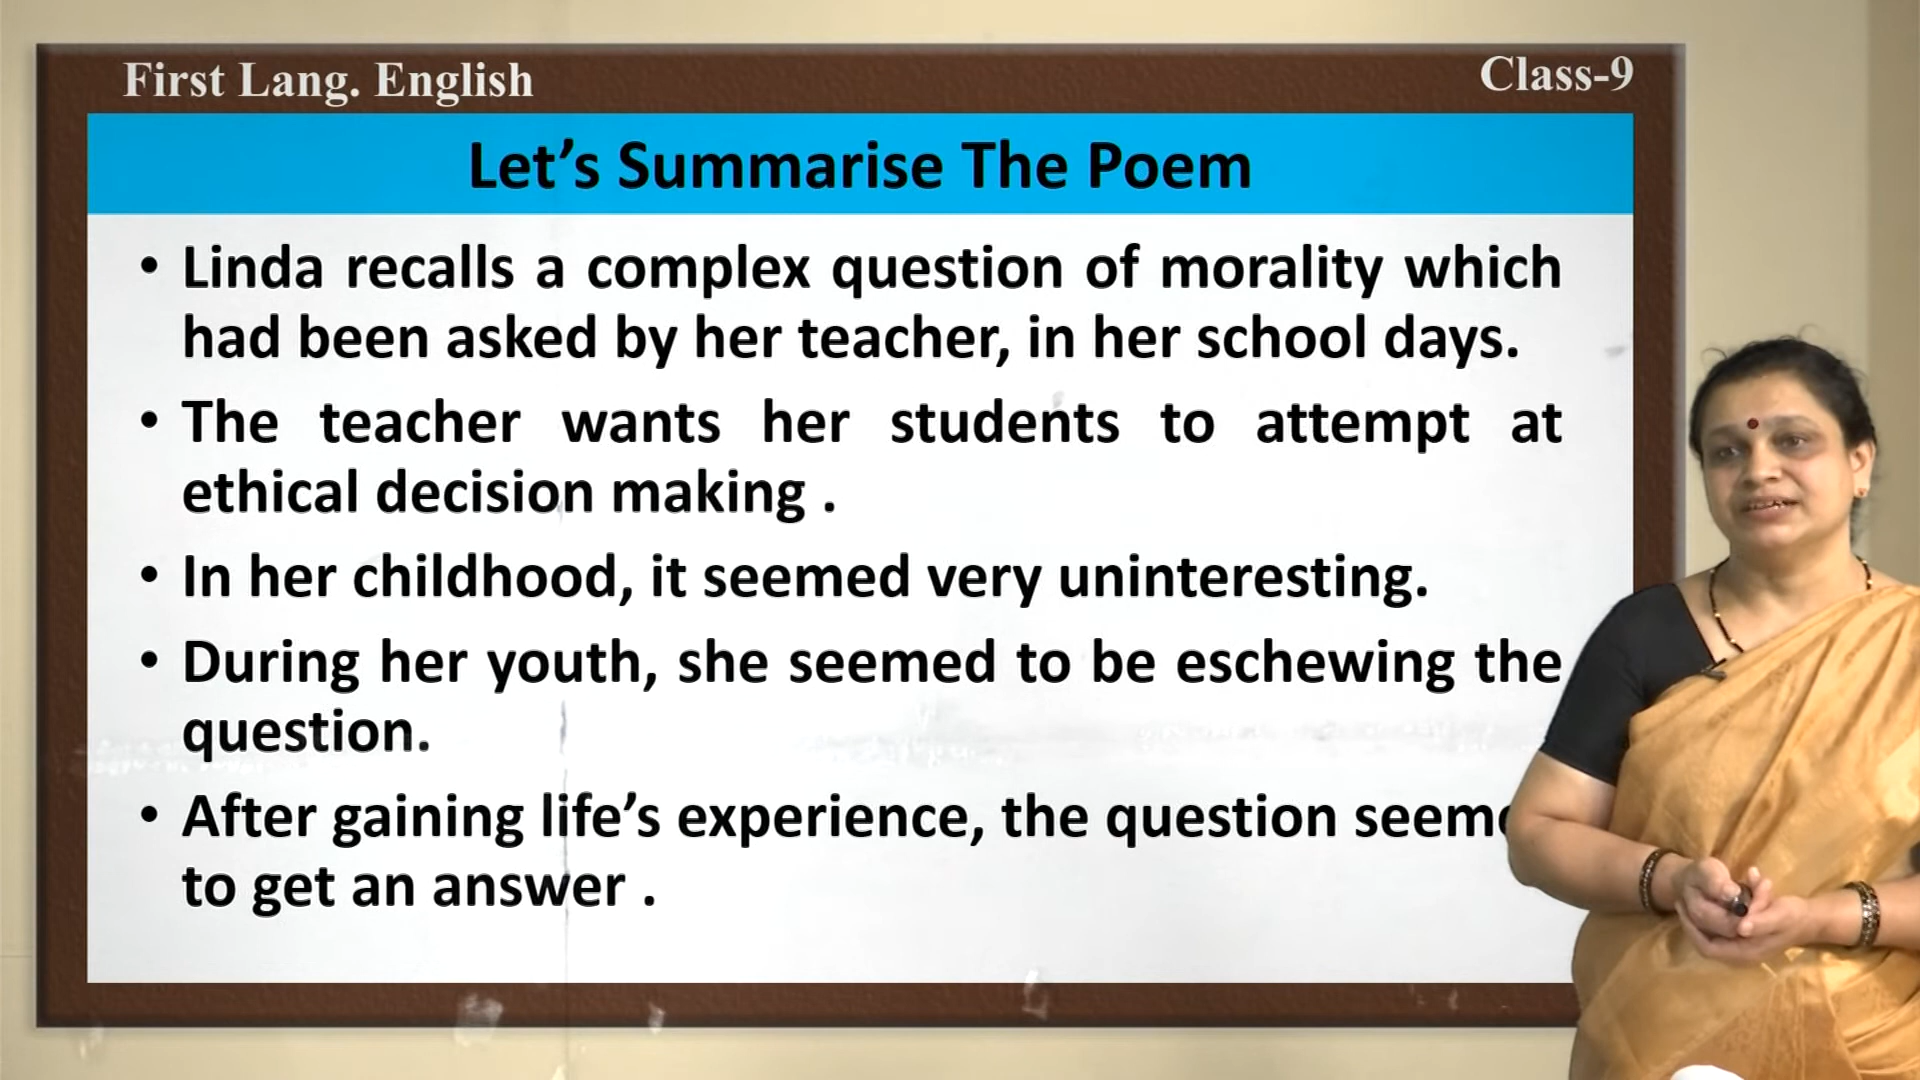 First Lang. English
Class-9
Let’s Summarise The Poem
• Linda recalls a complex question of morality which
had been asked by her teacher, in her school days.
• The teacher wants her students to attempt at
ethical decision making .
• In her childhood, it seemed very uninteresting.
• During her youth, she seemed to be eschewing the
question.
• After gaining life’s experience, the question
to get an answer .